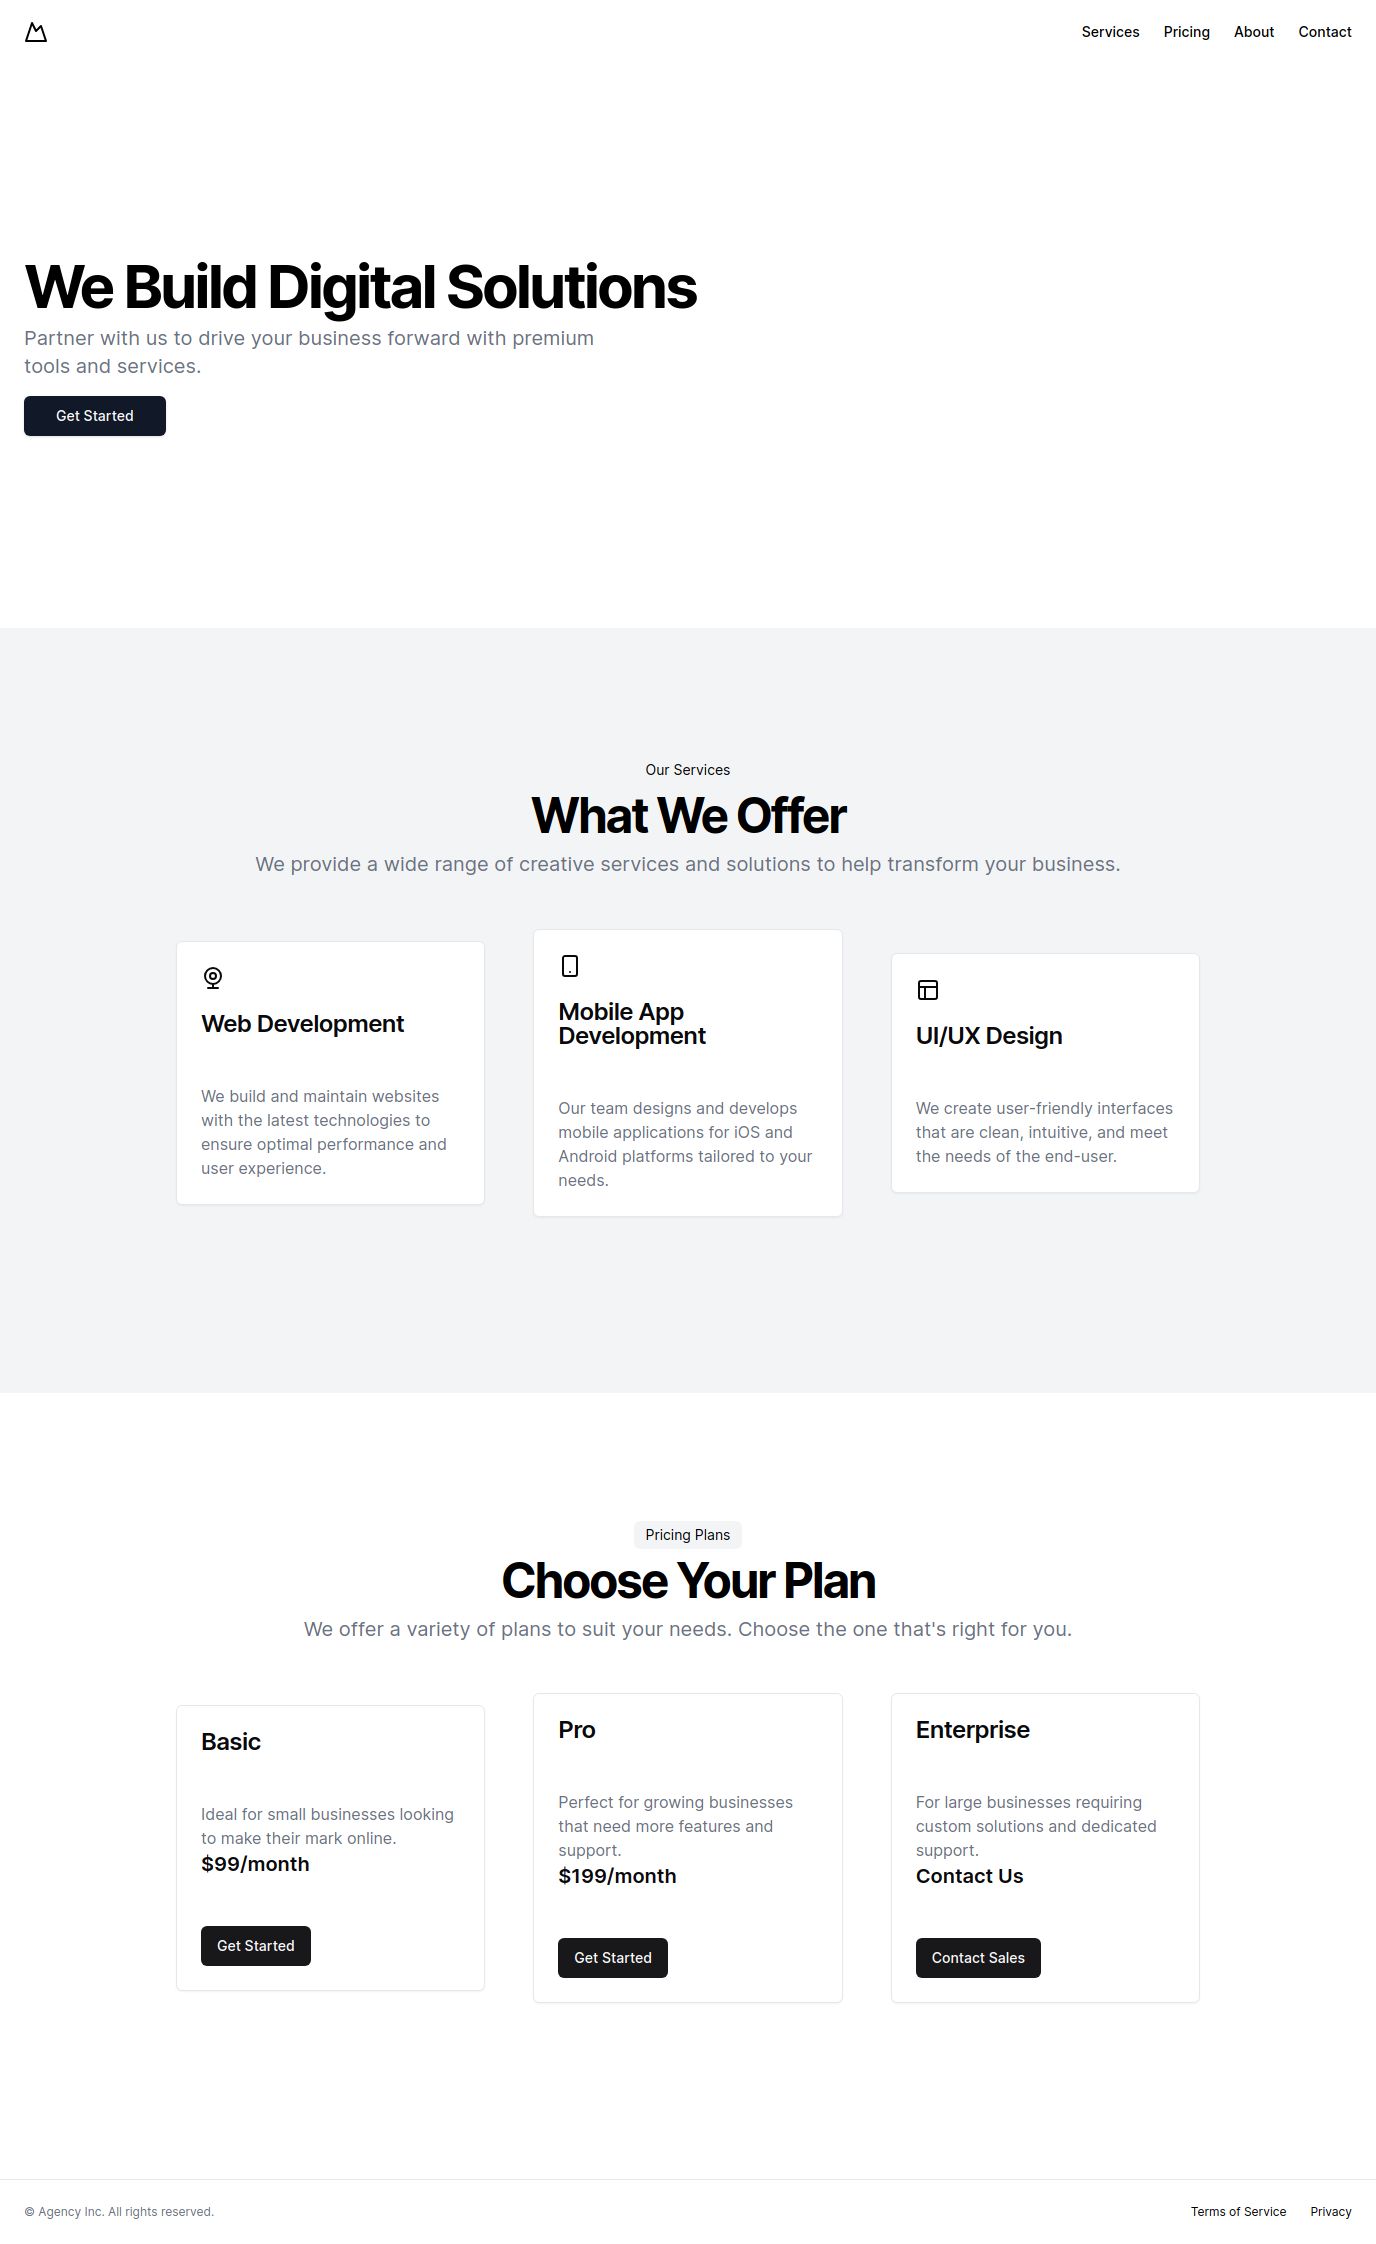 Services Pricing About Contact
We Build Digital Solutions
Partner with us to drive your business forward with premium
tools and services.
Get Started
Our Services
What We Offer
We provide a wide range of creative services and solutions to help transform your business.
Web Development
We build and maintain websites
with the latest technologies to
ensure optimal performance and
user experience.
Mobile App
Development
Our team designs and develops
mobile applications for iOS and
Android platforms tailored to your
needs.
UI/UX Design
We create user-friendly interfaces
that are clean, intuitive, and meet
the needs of the end-user.
Pricing Plans
Choose Your Plan
We offer a variety of plans to suit your needs. Choose the one that's right for you.
Basic
Ideal for small businesses looking
to make their mark online.
$99/month
Get Started
Pro
Perfect for growing businesses
that need more features and
support.
$199/month
Get Started
Enterprise
For large businesses requiring
custom solutions and dedicated
support.
Contact Us
Contact Sales
© Agency Inc. All rights reserved.
Terms of Service Privacy